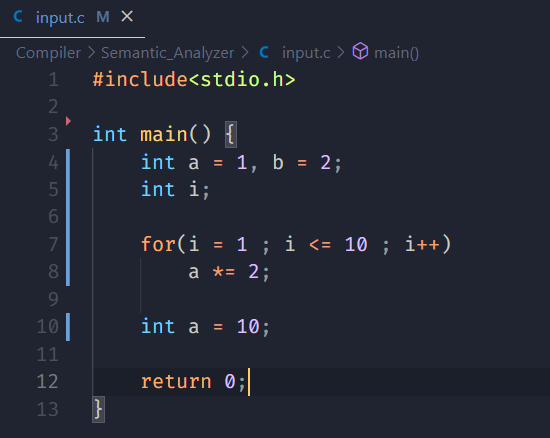 C input.c M ×
Compiler > Semantic_Analyzer > C input.c > main()
1 #include<stdio.h>
2
3 int main() {
4     int a = 1, b = 2;
5     int i;
6
7     for(i = 1 ; i <= 10 ; i++)
8         a *= 2;
9
10     int a = 10;
11
12     return 0;
13 }